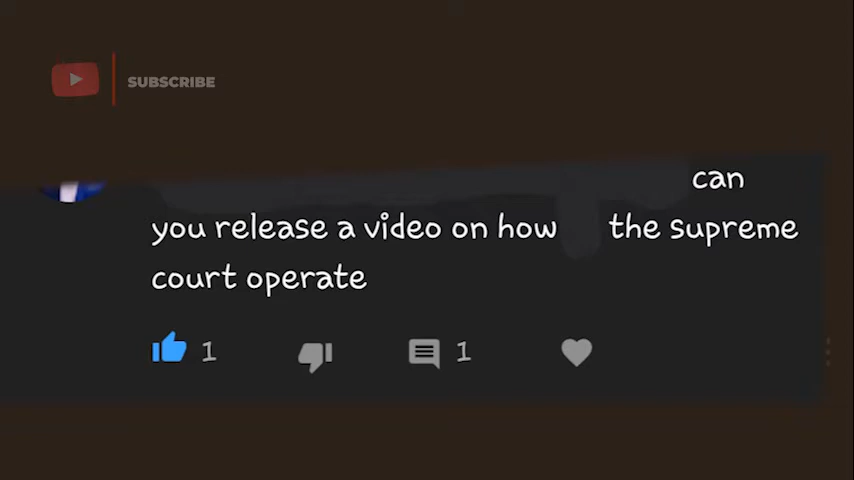 SUBSCRIBE
can
you release a video on how the supreme
court operate
1 1